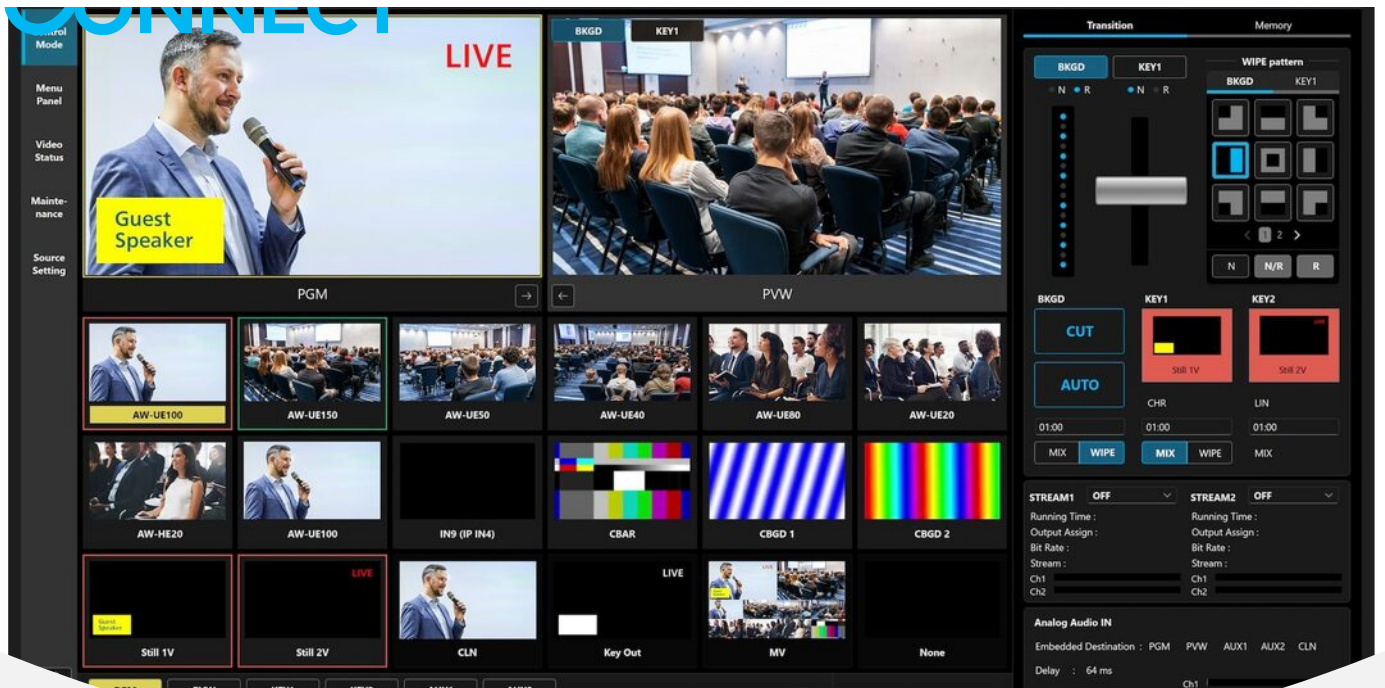 CONNECT
Control
Mode
Menu
Panel
Video
Status
Mainte-
nance
Source
Setting
LIVE
Guest
Speaker
BKGD KEY1
PGM →
← PVW
AW-UE100 AW-UE150 AW-UE50 AW-UE40 AW-UE80 AW-UE20
AW-HE20 AW-UE100 IN9 (IP IN4) CBAR CBGD 1 CBGD 2
Guest
Speaker
LIVE
LIVE
LIVE
Still 1V Still 2V CLN Key Out MV None
Transition Memory
BKGD KEY1
N R N R
WIPE pattern
BKGD KEY1
< 1 2 >
N N/R R
BKGD KEY1 KEY2
CUT
LIVE
Still 1V Still 2V
AUTO
CHR LIN
01:00 01:00 01:00
MIX WIPE MIX WIPE MIX
STREAM1 OFF STREAM2 OFF
Running Time : Running Time :
Output Assign : Output Assign :
Bit Rate : Bit Rate :
Stream : Stream :
Ch1 Ch1
Ch2 Ch2
Analog Audio IN
Embedded Destination : PGM PVW AUX1 AUX2 CLN
Delay : 64 ms
Ch1